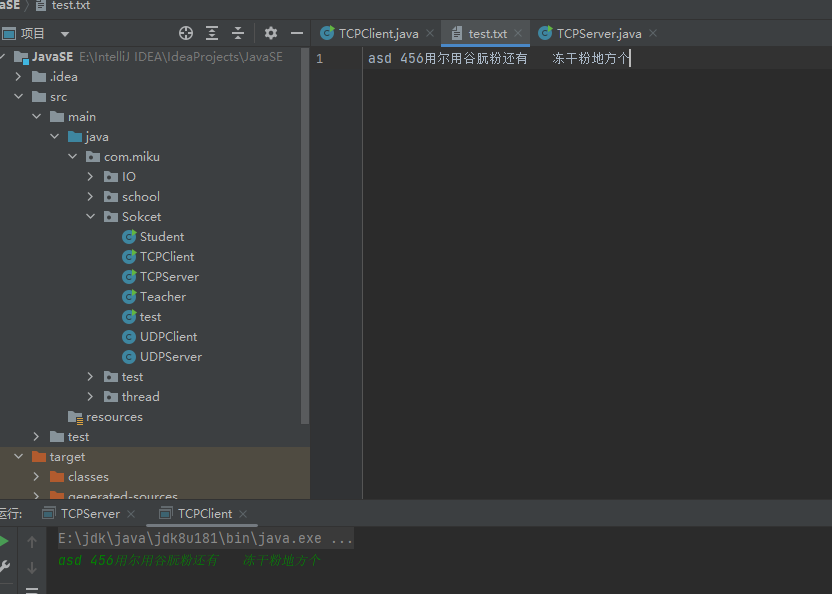 aSE test.txt
项目
TCPClient.java test.txt TCPServer.java
JavaSE E:\IntelliJ IDEA\IdeaProjects\JavaSE
.idea
src
main
java
com.miku
IO
school
Sokcet
Student
TCPClient
TCPServer
Teacher
test
UDPClient
UDPServer
test
thread
resources
test
target
classes
generated-sources
1
asd 456用尔用谷朊粉还有 冻干粉地方个
运行: TCPServer TCPClient
E:\jdk\java\jdk8u181\bin\java.exe ...
asd 456用尔用谷朊粉还有 冻干粉地方个